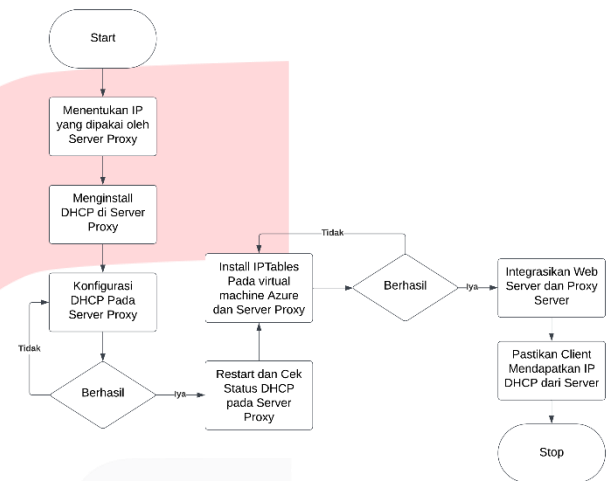 Start
Menentukan IP
yang dipakai oleh
Server Proxy
Menginstall
DHCP di Server
Proxy
Konfigurasi
DHCP Pada
Server Proxy
Tidak
Berhasil
Iya
Restart dan Cek
Status DHCP
pada Server
Proxy
Install IPTables
Pada virtual
machine Azure
dan Server Proxy
Tidak
Berhasil
Iya
Integrasikan Web
Server dan Proxy
Server
Pastikan Client
Mendapatkan IP
DHCP dari Server
Stop